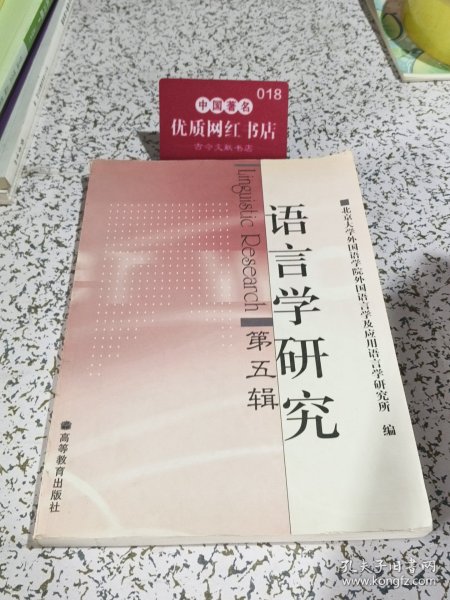 018
中国著名
优质网红书店
古今文献书店
Linguistic Research
语言学研究
第五辑
北京大学外国语学院外国语言学及应用语言学研究所 编
高等教育出版社
孔夫子旧书网
www.kongfz.com